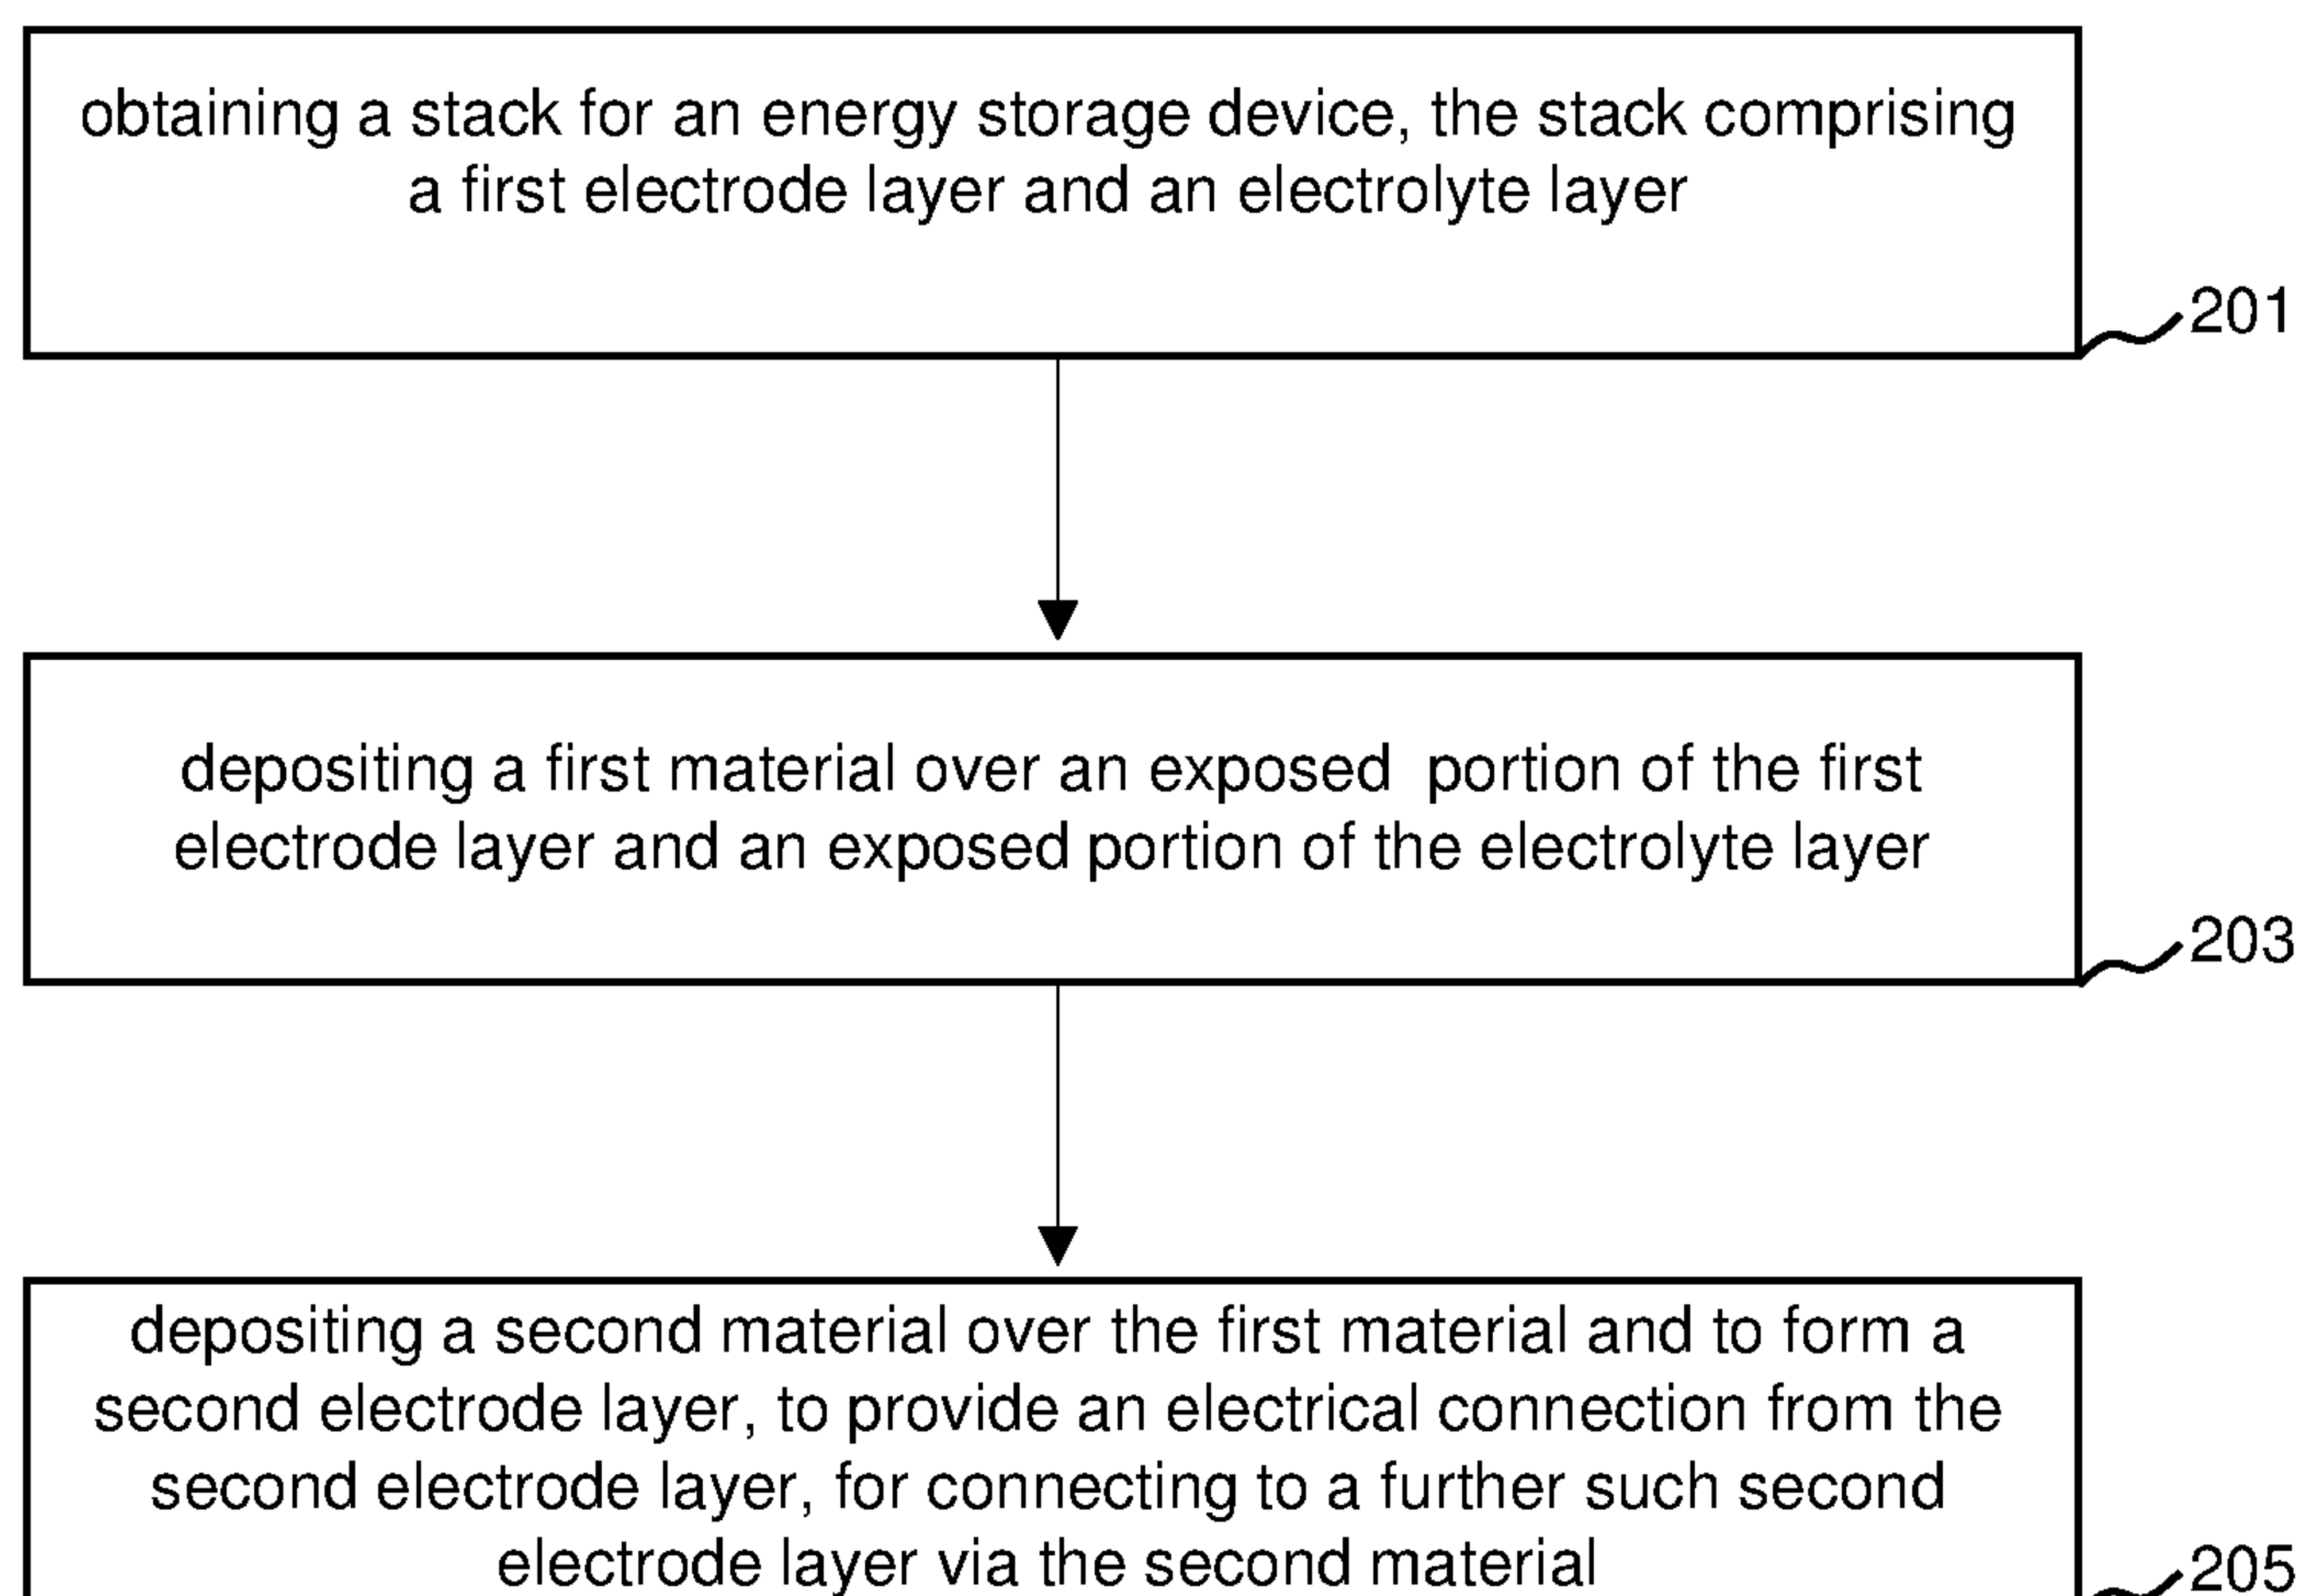 obtaining a stack for an energy storage device, the stack comprising
a first electrode layer and an electrolyte layer
201
depositing a first material over an exposed portion of the first
electrode layer and an exposed portion of the electrolyte layer
203
depositing a second material over the first material and to form a
second electrode layer, to provide an electrical connection from the
second electrode layer, for connecting to a further such second
electrode layer via the second material
205